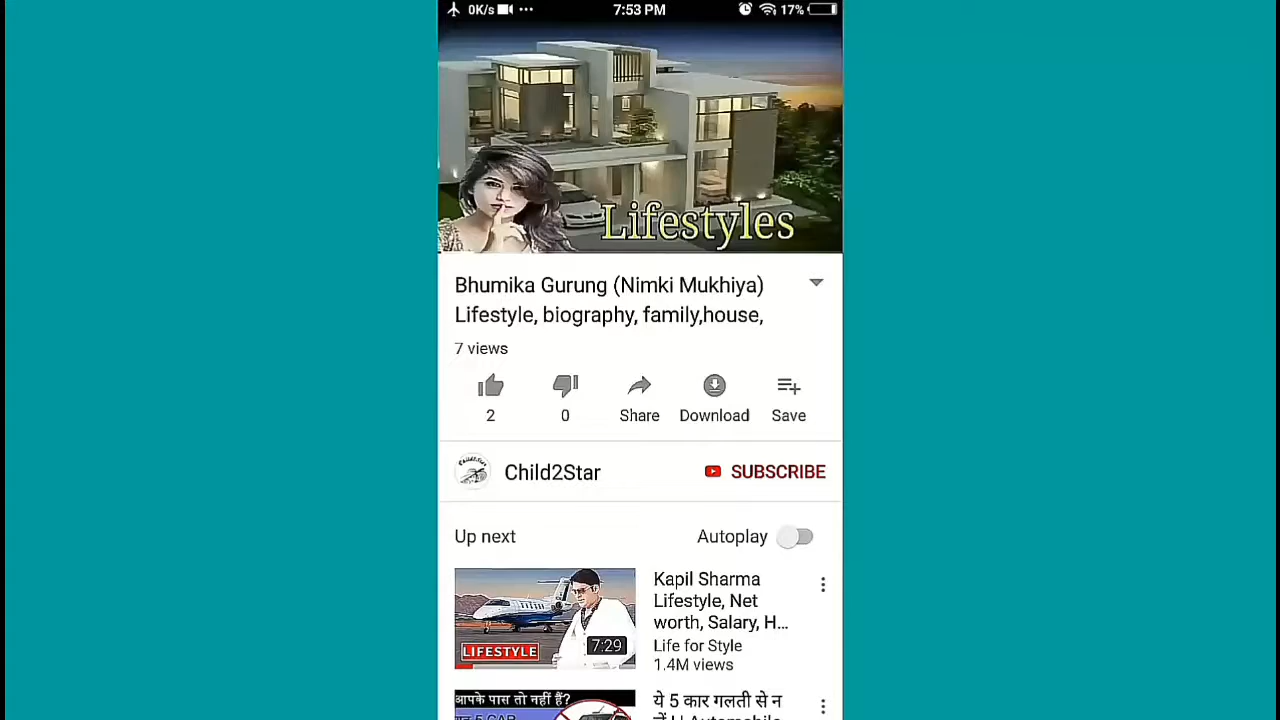 0K/s ... 7:53 PM 17%
Lifestyles
Bhumika Gurung (Nimki Mukhiya)
Lifestyle, biography, family,house,
7 views
2 0 Share Download Save
Child2Star SUBSCRIBE
Up next Autoplay
Kapil Sharma
Lifestyle, Net
worth, Salary, H...
7:29
LIFESTYLE
Life for Style
1.4M views
आपके पास तो नहीं हैं?
ये 5 कार गलती से न